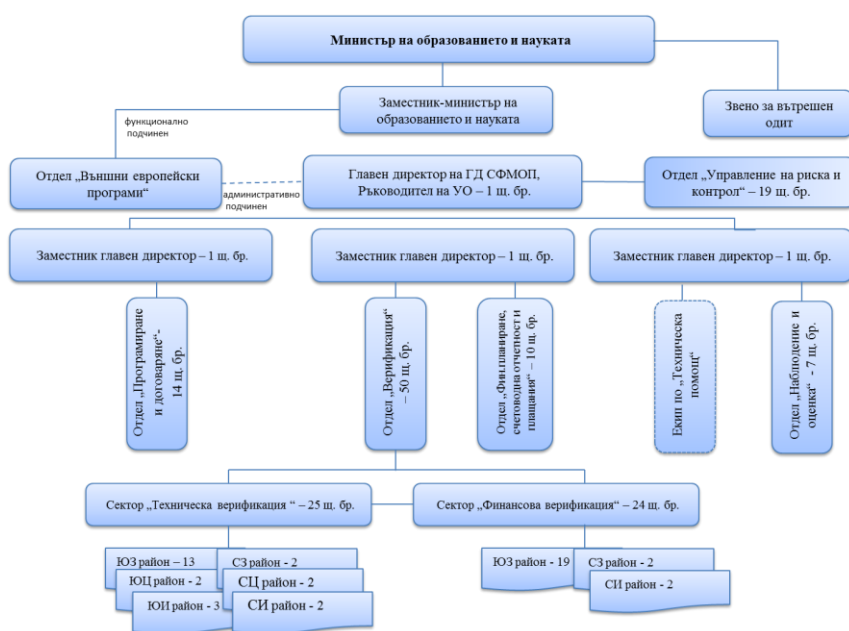 Министър на образованието и науката
Заместник-министър на
образованието и науката
Звено за вътрешен
одит
функционално
подчинен
Отдел „Външни европейски
програми“
административно
подчинен
Главен директор на ГД СФМОП,
Ръководител на УО – 1 щ. бр.
Отдел „Управление на риска и
контрол“ – 19 щ. бр.
Заместник главен директор – 1 щ. бр.
Заместник главен директор – 1 щ. бр.
Заместник главен директор – 1 щ. бр.
Отдел „Програмиране
и договаряне“-
14 щ. бр.
Отдел „Верификация“
– 50 щ. бр.
Отдел „Фин.планиране,
счетоводна отчетност и
плащания“ – 10 щ. бр.
Екип по „Техническа
помощ“
Отдел „Наблюдение и
оценка“ - 7 щ. бр.
Сектор „Техническа верификация “ – 25 щ. бр.
Сектор „Финансова верификация“ – 24 щ. бр.
ЮЗ район – 13
СЗ район - 2
ЮЦ район - 2
СЦ район - 2
ЮИ район - 3
СИ район - 2
ЮЗ район - 19
СЗ район - 2
СИ район - 2